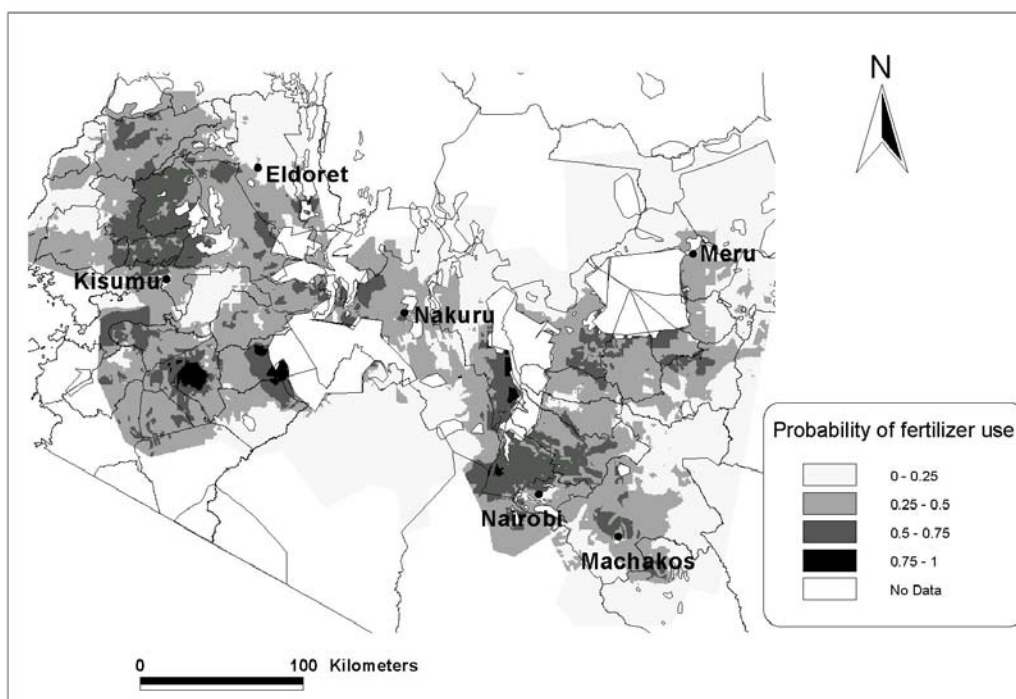 N
Eldoret
Meru
Kisumu
Nakuru
Probability of fertilizer use
0 - 0.25
0.25 - 0.5
0.5 - 0.75
0.75 - 1
No Data
Nairobi
Machakos
0 100 Kilometers